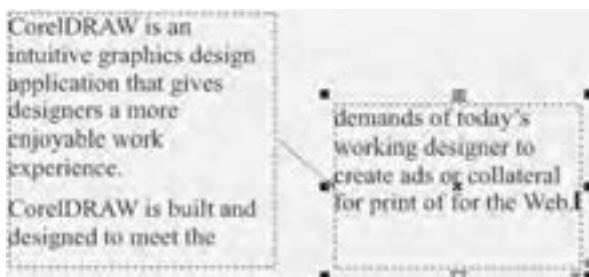 CorelDRAW is an
intuitive graphics design
application that gives
designers a more
enjoyable work
experience.
CorelDRAW is built and
designed to meet the
demands of today's
working designer to
create ads or collateral
for print of for the Web.